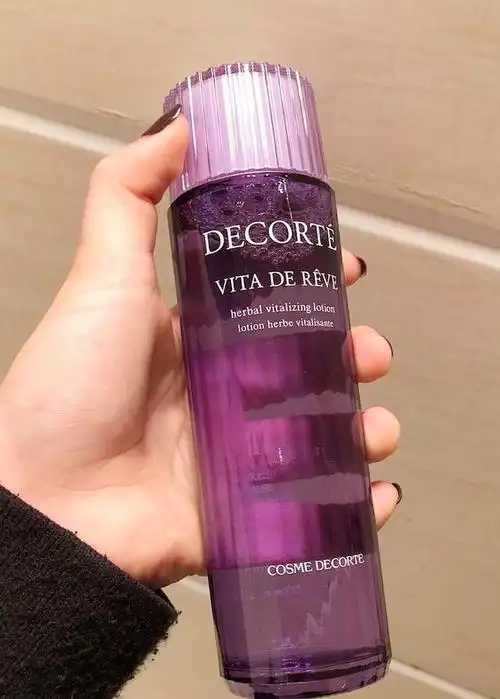 DECORTÉ
VITA DE RÊVE
herbal vitalizing lotion
lotion herbe vitalisante
COSME DECORTE